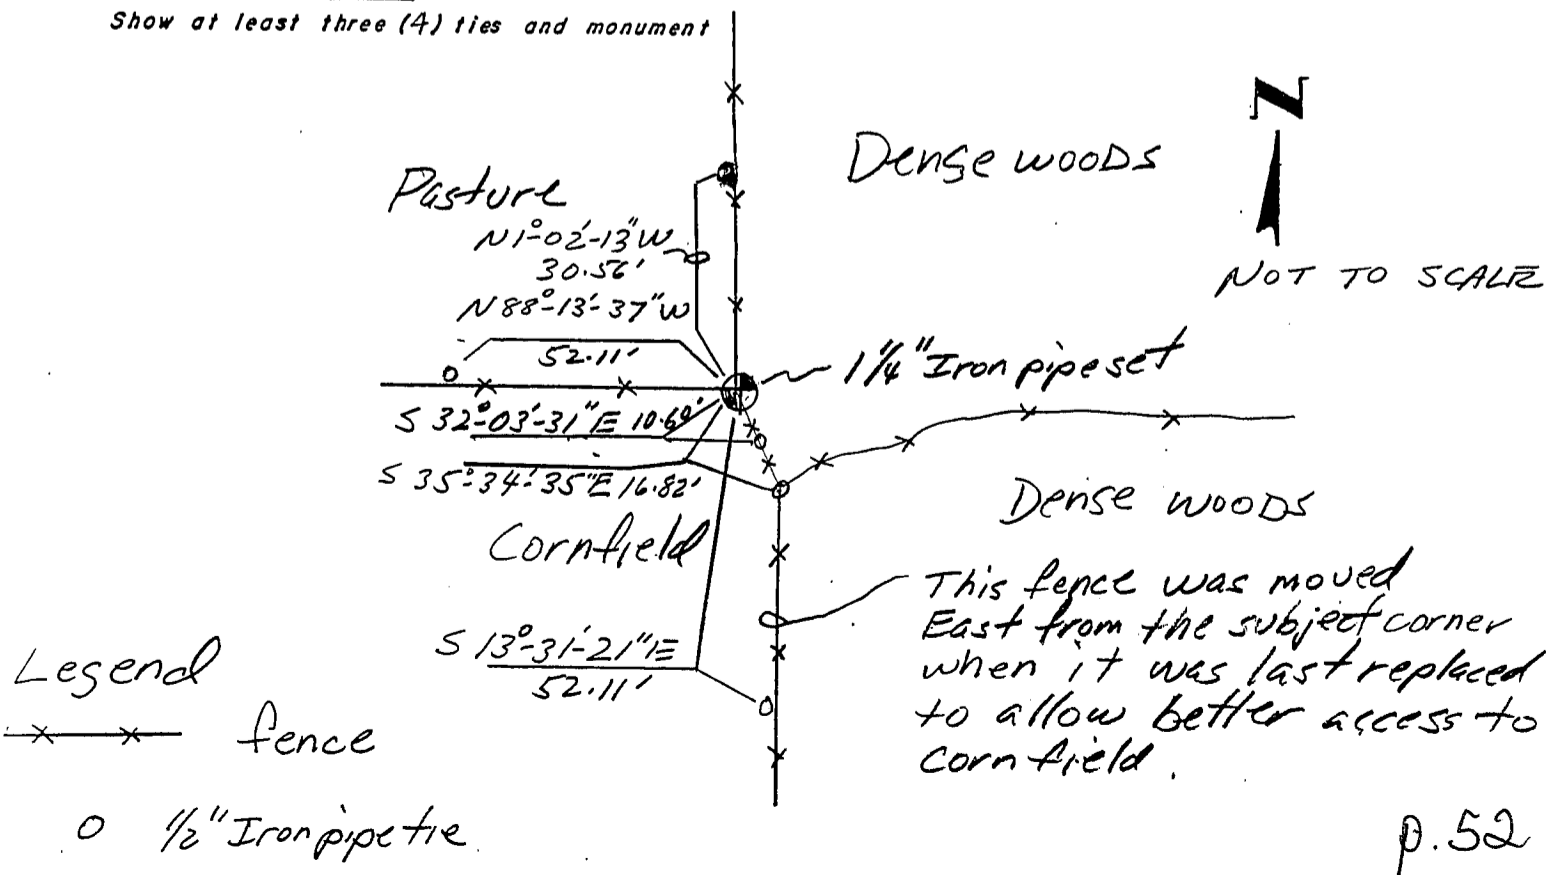 Show at least three (4) ties and monument
N
NOT TO SCALE
Dense woods
Pasture
N1°-02'-13"W
30.56'
N88°-13'-37"W
52.11'
1 1/4" Iron pipe set
S 32°-03'-31"E 10.69'
S 35°-34'-35"E 16.82'
Dense woods
Cornfield
This fence was moved
East from the subject corner
when it was last replaced
to allow better access to
Cornfield.
S 13°-31'-21"E
52.11'
Legend
fence
o 1/2" Iron pipe tie
p.52